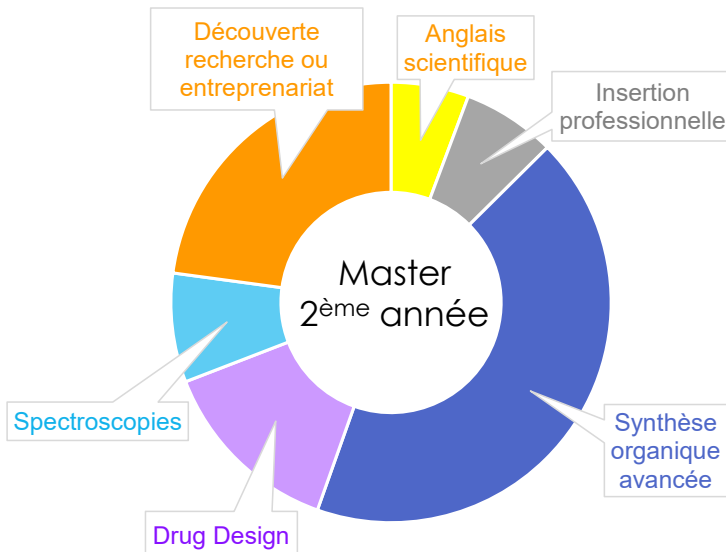 Découverte
recherche ou
entreprenariat
Anglais
scientifique
Insertion
professionnelle
Master
2ème année
Spectroscopies
Synthèse
organique
avancée
Drug Design